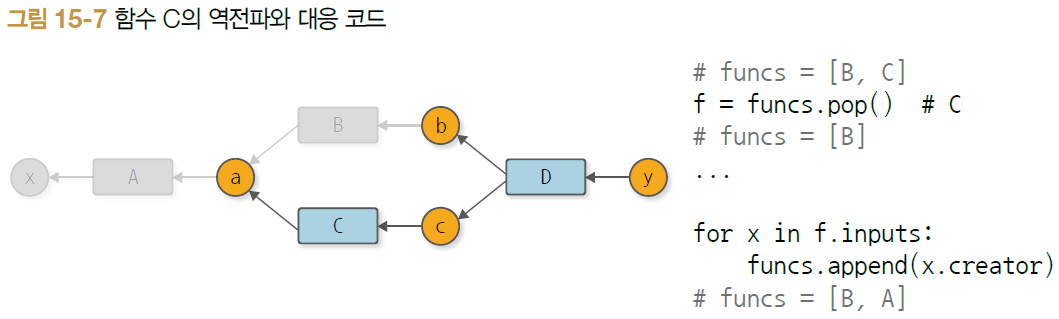 그림 15-7 함수 C의 역전파와 대응 코드
x
A
a
B
b
C
c
D
y
# funcs = [B, C]
f = funcs.pop()  # C
# funcs = [B]
...
for x in f.inputs:
    funcs.append(x.creator)
# funcs = [B, A]